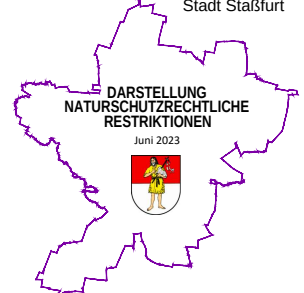 Stadt Staßfurt
DARSTELLUNG
NATURSCHUTZRECHTLICHE
RESTRIKTIONEN
Juni 2023